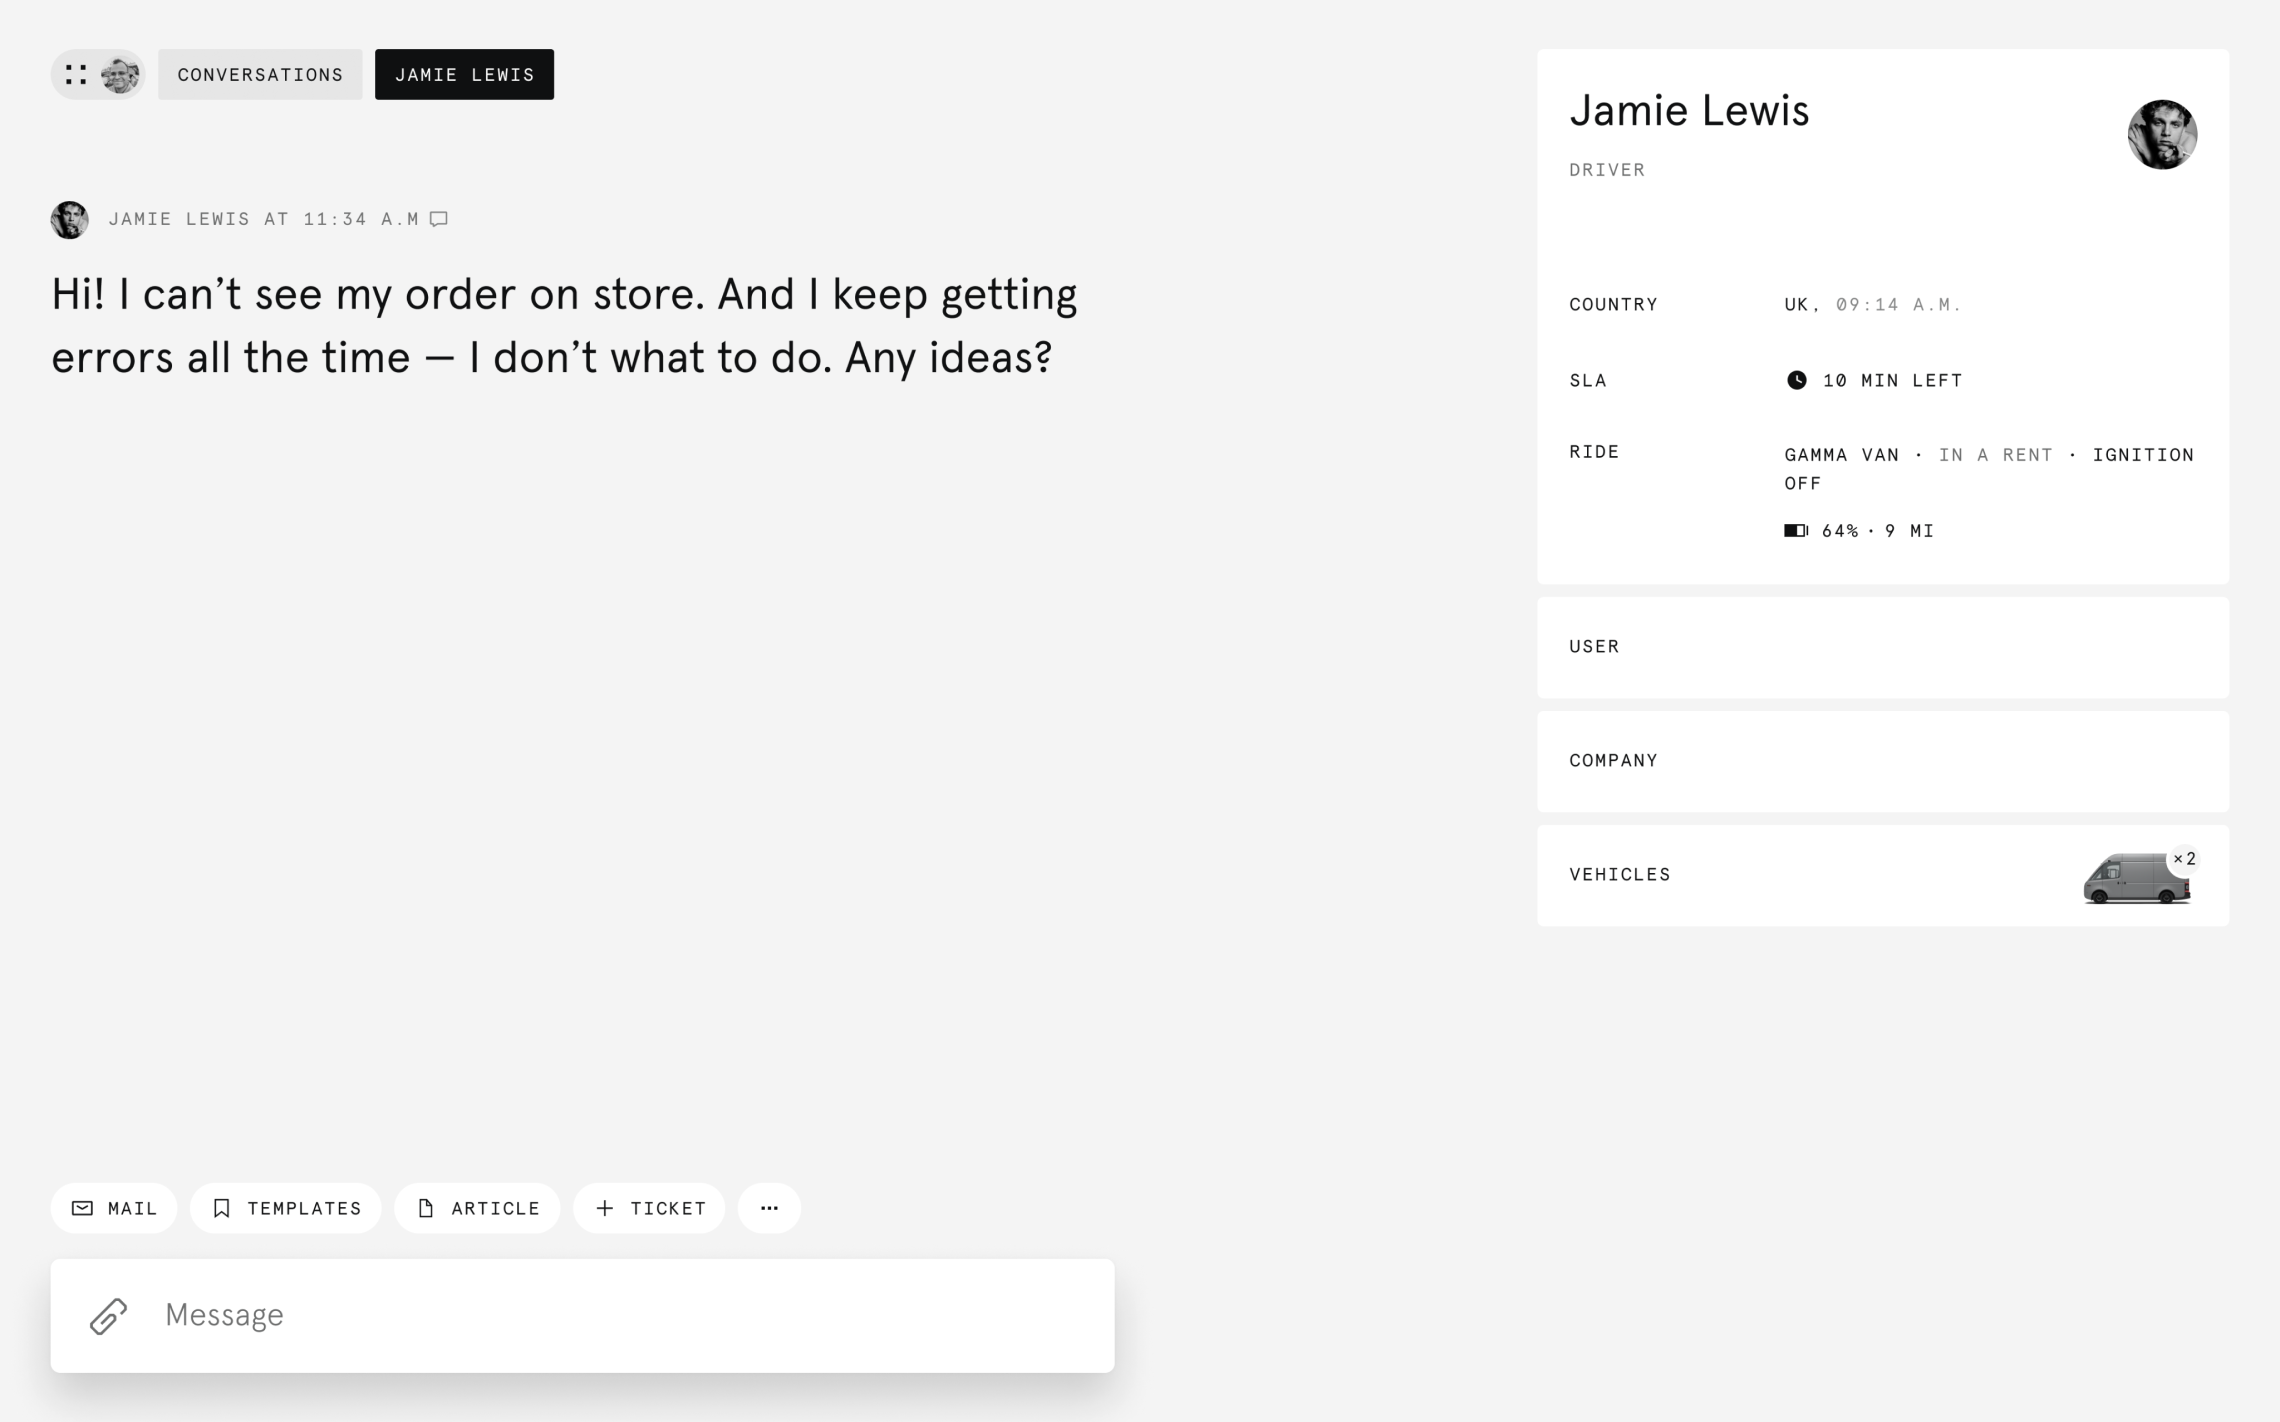 CONVERSATIONS
JAMIE LEWIS
JAMIE LEWIS AT 11:34 A.M
Hi! I can’t see my order on store. And I keep getting
errors all the time — I don’t what to do. Any ideas?
MAIL
TEMPLATES
ARTICLE
+ TICKET
···
Message
Jamie Lewis
DRIVER
COUNTRY
UK, 09:14 A.M.
SLA
10 MIN LEFT
RIDE
GAMMA VAN · IN A RENT · IGNITION
OFF
64% · 9 MI
USER
COMPANY
VEHICLES
×2